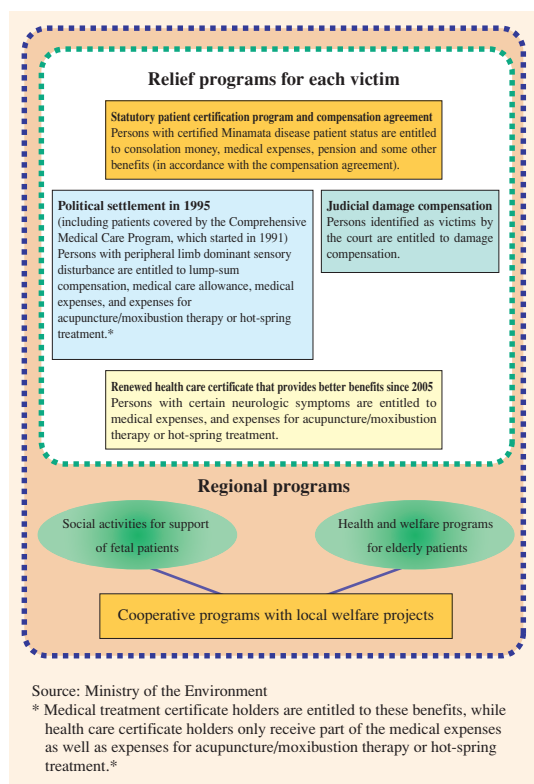 Relief programs for each victim
Statutory patient certification program and compensation agreement
Persons with certified Minamata disease patient status are entitled
to consolation money, medical expenses, pension and some other
benefits (in accordance with the compensation agreement).
Political settlement in 1995
(including patients covered by the Comprehensive
Medical Care Program, which started in 1991)
Persons with peripheral limb dominant sensory
disturbance are entitled to lump-sum
compensation, medical care allowance, medical
expenses, and expenses for
acupuncture/moxibustion therapy or hot-spring
treatment.*
Judicial damage compensation
Persons identified as victims by
the court are entitled to damage
compensation.
Renewed health care certificate that provides better benefits since 2005
Persons with certain neurologic symptoms are entitled to
medical expenses, and expenses for acupuncture/moxibustion
therapy or hot-spring treatment.
Regional programs
Social activities for support
of fetal patients
Health and welfare programs
for elderly patients
Cooperative programs with local welfare projects
Source: Ministry of the Environment
* Medical treatment certificate holders are entitled to these benefits, while
health care certificate holders only receive part of the medical expenses
as well as expenses for acupuncture/moxibustion therapy or hot-spring
treatment.*